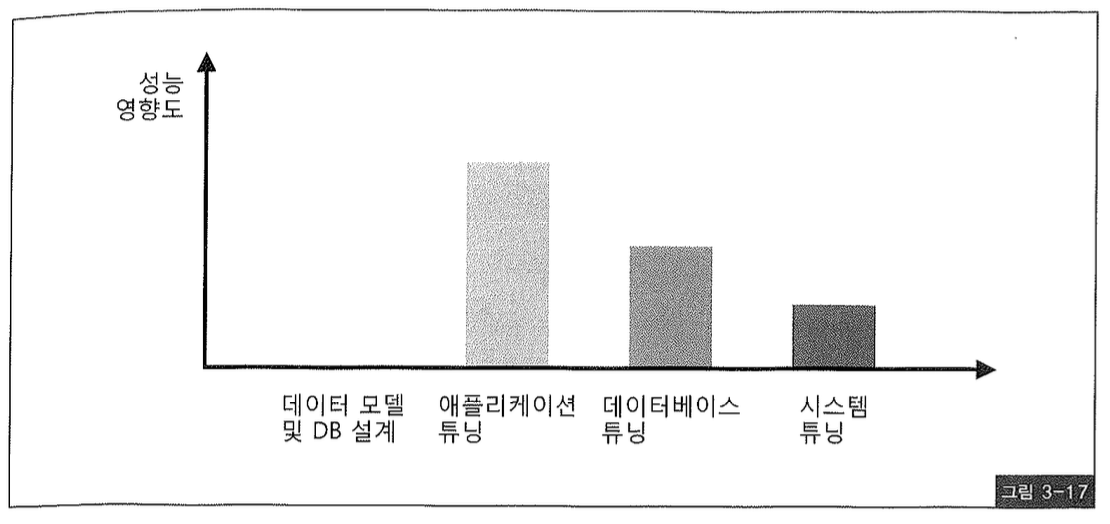 성능
영향도
데이터 모델
및 DB 설계
애플리케이션
튜닝
데이터베이스
튜닝
시스템
튜닝
그림 3-17